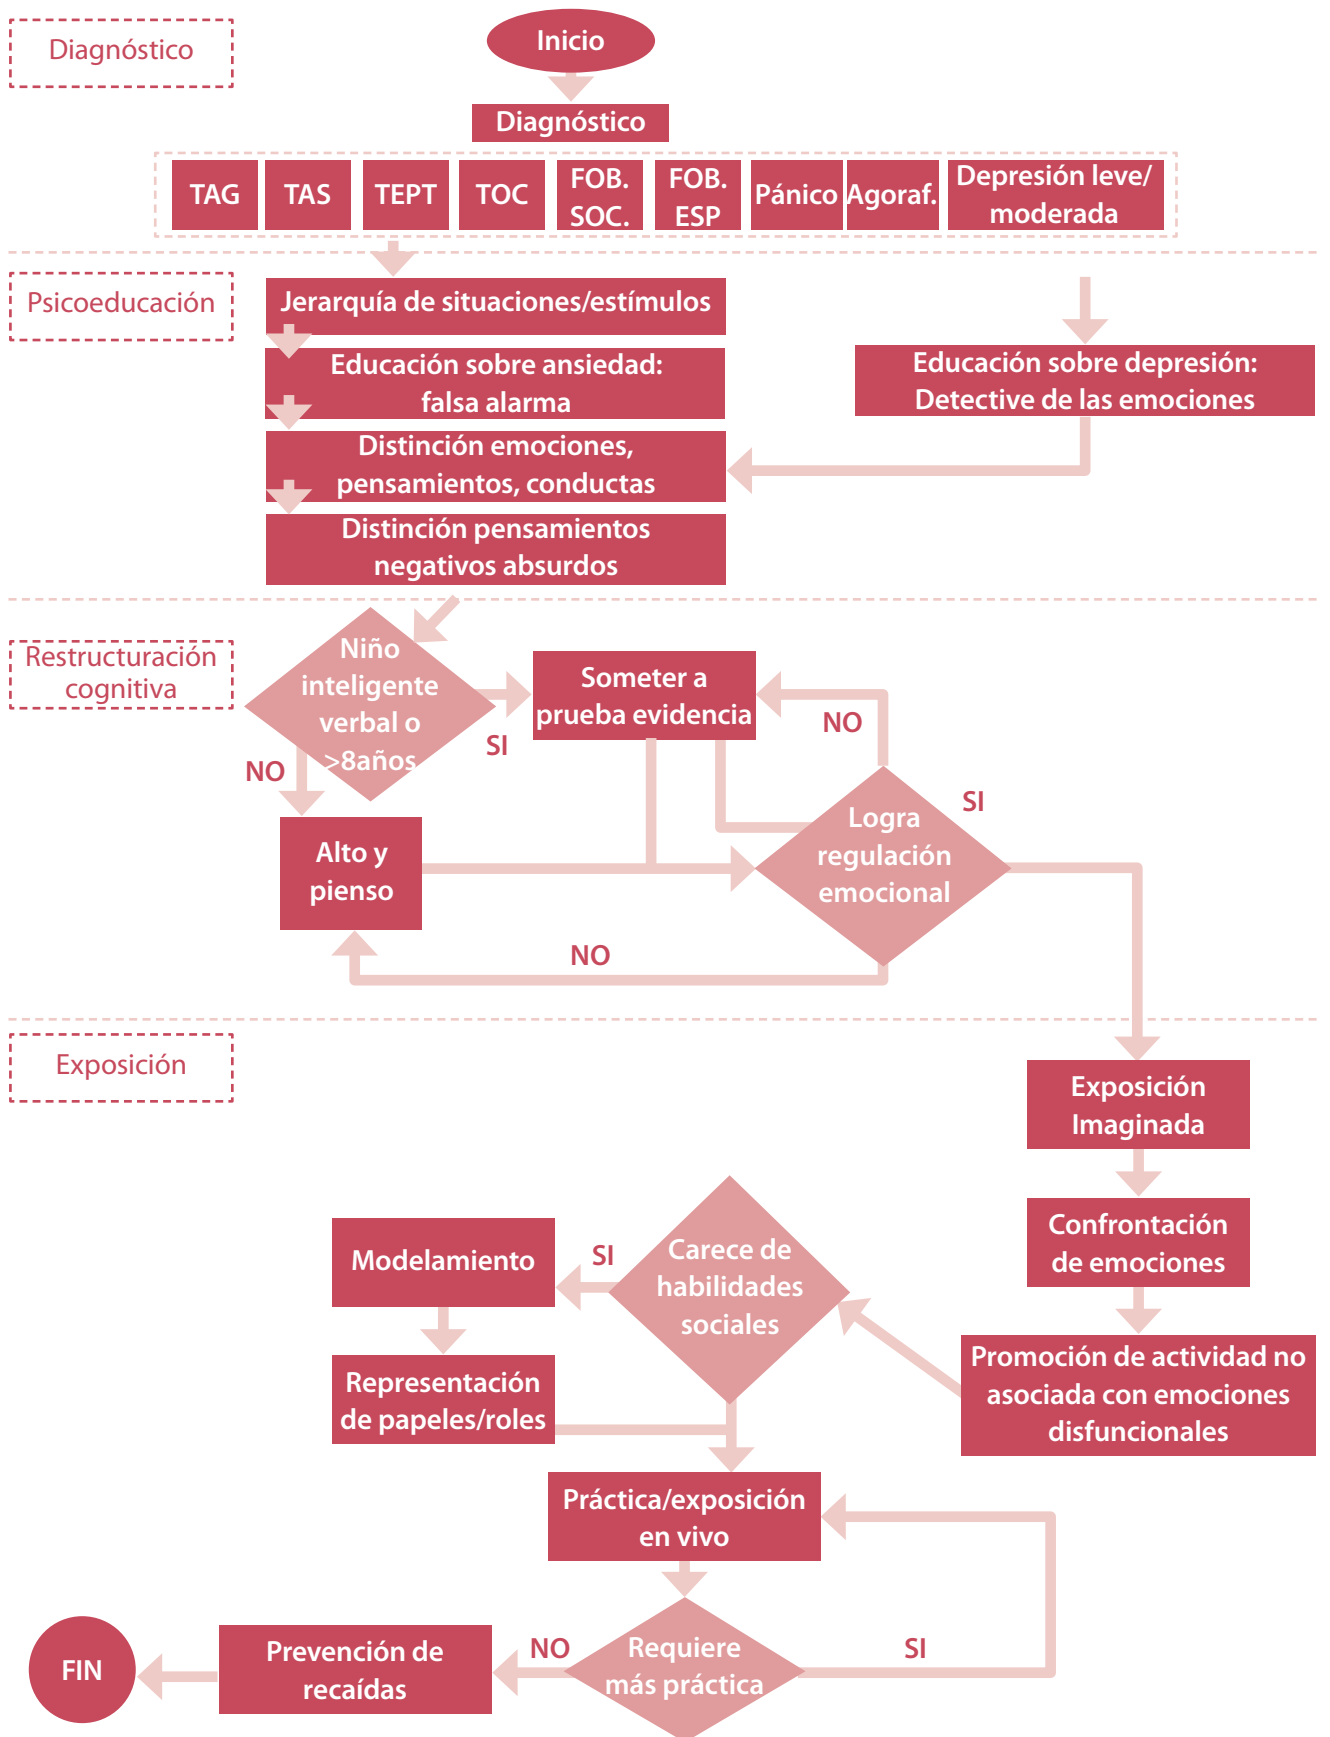 Diagnóstico
Inicio
Diagnóstico
TAG
TAS
TEPT
TOC
FOB.
SOC.
FOB.
ESP
Pánico
Agoraf.
Depresión leve/
moderada
Psicoeducación
Jerarquía de situaciones/estímulos
Educación sobre ansiedad:
falsa alarma
Educación sobre depresión:
Detective de las emociones
Distinción emociones,
pensamientos, conductas
Distinción pensamientos
negativos absurdos
Restructuración
cognitiva
Niño
inteligente
verbal o
>8años
SI
NO
Someter a
prueba evidencia
NO
Alto y
pienso
Logra
regulación
emocional
SI
NO
Exposición
Exposición
Imaginada
Confrontación
de emociones
Promoción de actividad no
asociada con emociones
disfuncionales
Carece de
habilidades
sociales
SI
Modelamiento
Representación
de papeles/roles
Práctica/exposición
en vivo
Requiere
más práctica
SI
NO
Prevención de
recaídas
FIN